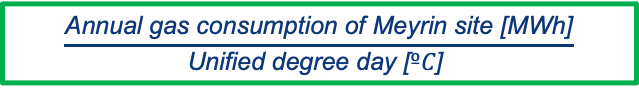 Annual gas consumption of Meyrin site [MWh]
Unified degree day [ºC]